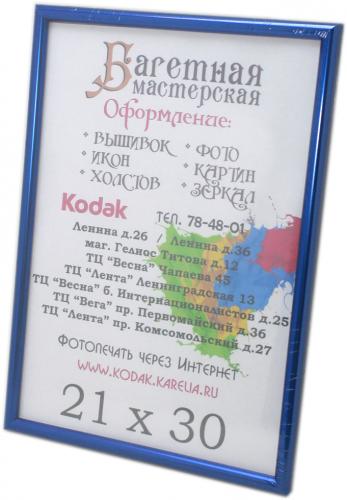 Багетная
мастерская
Оформление:
• ВЫШИВОК • ФОТО
• ИКОН • КАРТИН
• ХОЛСТОВ • ЗЕРКАЛ
Kodak ТЕЛ. 78-48-01
Ленина д.26 Ленина д.36
маг. Гелиос Титова д.12
ТЦ "Весна" Чапаева 45
ТЦ "Лента" Ленинградская 13
ТЦ "Весна" б. Интернационалистов д.25
ТЦ "Вега" пр. Первомайский д.36
ТЦ "Лента" пр. Комсомольский д.27
ФОТОПЕЧАТЬ ЧЕРЕЗ ИНТЕРНЕТ
WWW.KODAK.KARELIA.RU
21 x 30